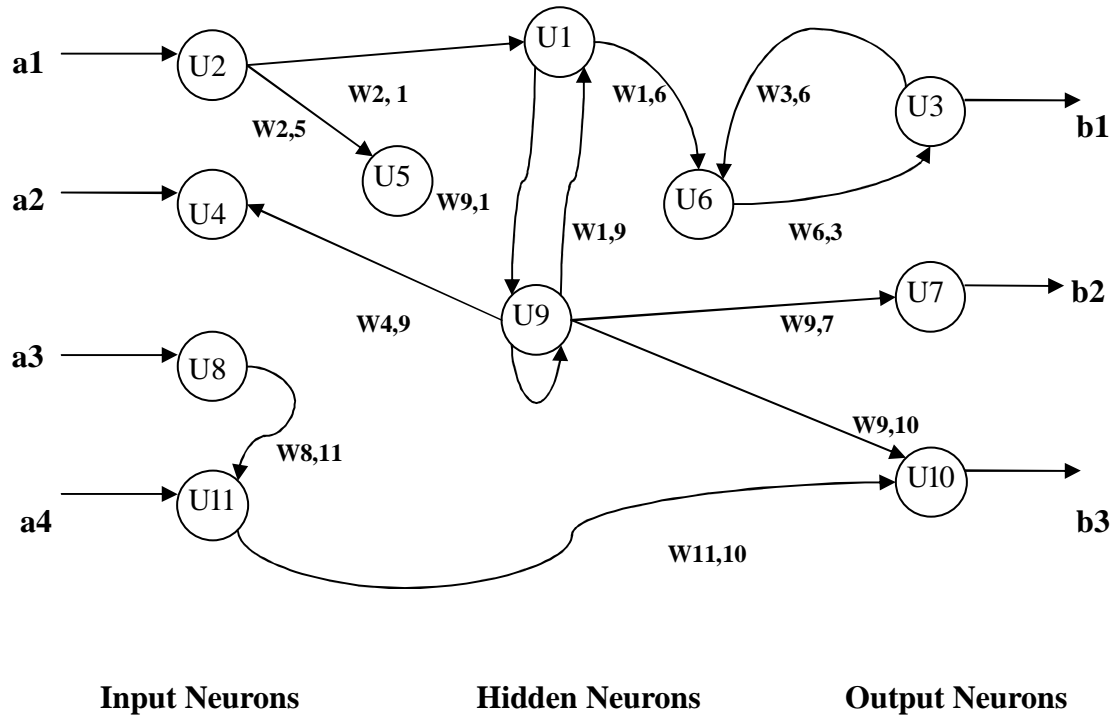 a1
U2
U1
W2, 1
W2,5
W1,6
W3,6
U3
b1
a2
U4
U5
W9,1
U6
W1,9
W6,3
U9
W4,9
W9,7
U7
b2
a3
U8
W8,11
W9,10
a4
U11
U10
W11,10
b3
Input Neurons
Hidden Neurons
Output Neurons